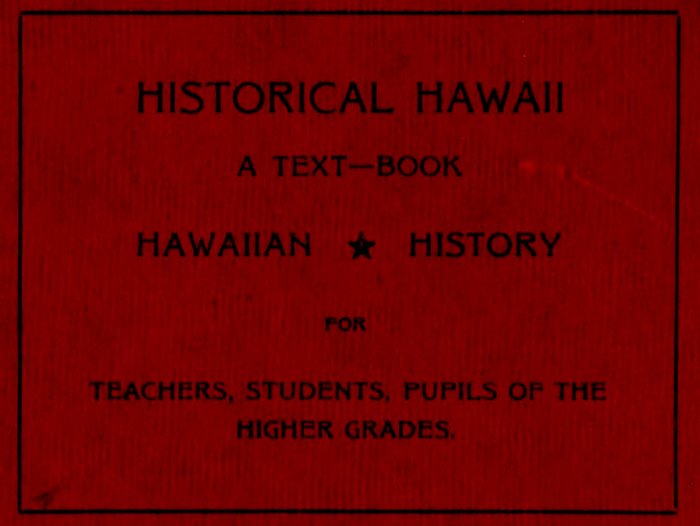 HISTORICAL HAWAII
A TEXT—BOOK
HAWAIIAN ★ HISTORY
FOR
TEACHERS, STUDENTS, PUPILS OF THE
HIGHER GRADES.